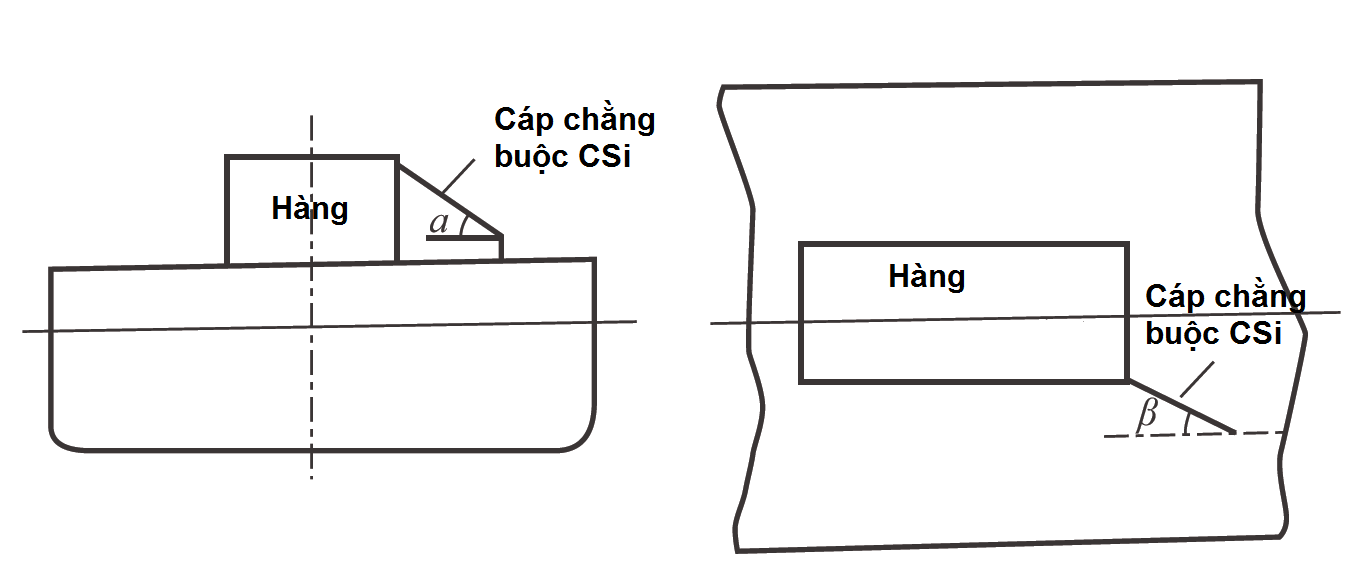 Cáp chằng
buộc CSi
Hàng
α
Hàng
Cáp chằng
buộc CSi
β